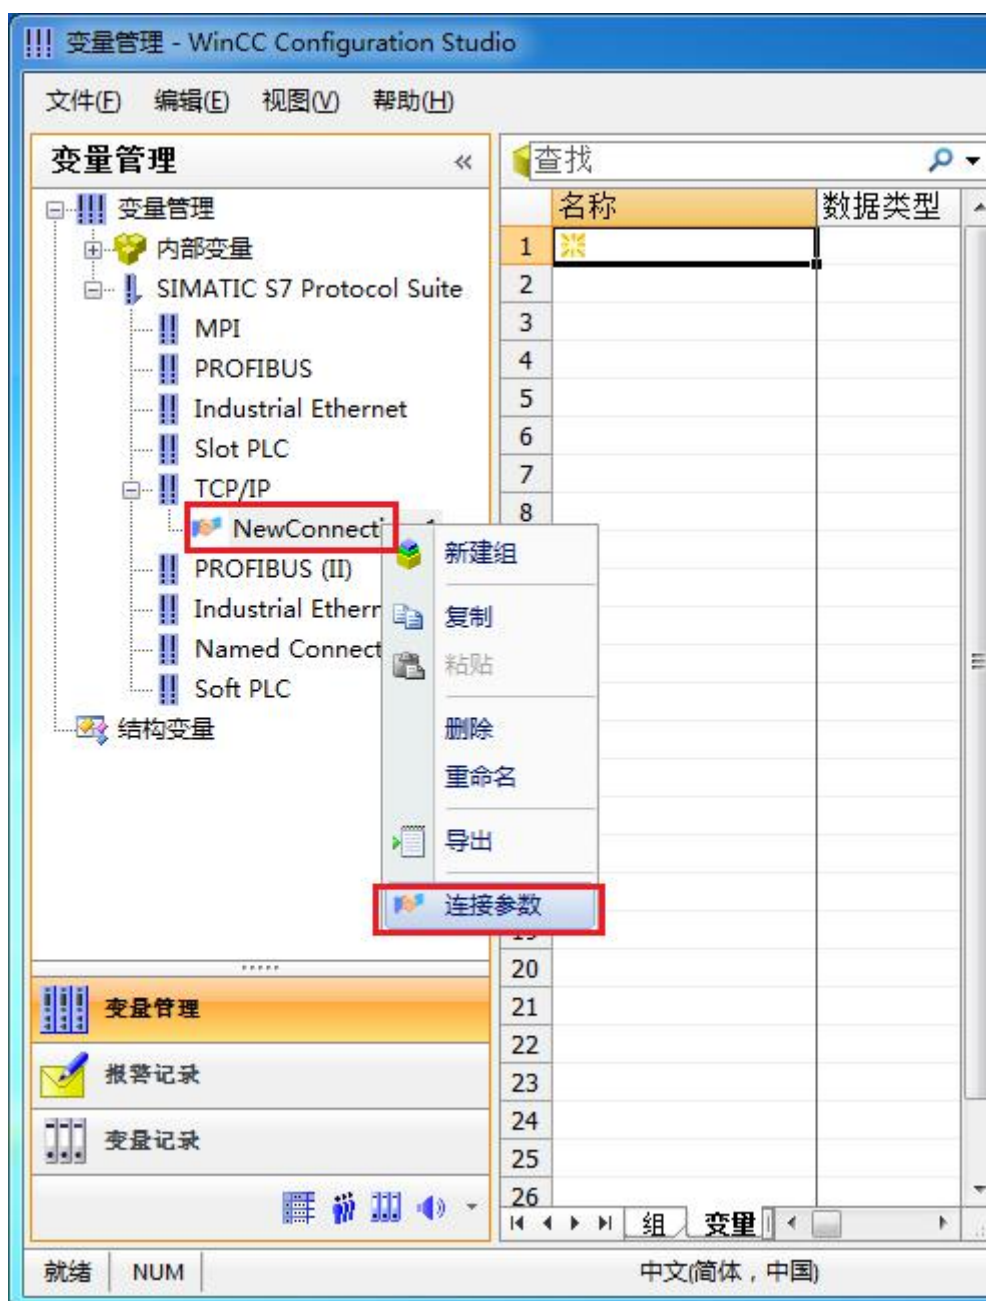 变量管理 - WinCC Configuration Stud
文件(F) 编辑(E) 视图(V) 帮助(H)
变量管理 «
查找
变量管理
内部变量
SIMATIC S7 Protocol Suite
MPI
PROFIBUS
Industrial Ethernet
Slot PLC
TCP/IP
NewConnecti
PROFIBUS (II)
Industrial Ethern
Named Connect
Soft PLC
结构变量
新建组
复制
粘贴
删除
重命名
导出
连接参数
名称 数据类型
1
2
3
4
5
6
7
8
20
21
22
23
24
25
26
变量管理
报警记录
变量记录
组 变量
就绪 NUM 中文(简体，中国)